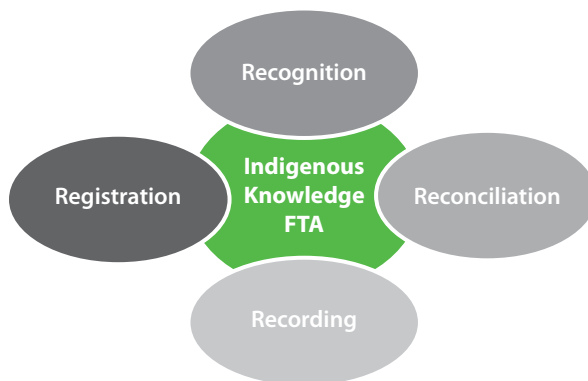 Recognition
Indigenous
Knowledge
FTA
Registration
Reconciliation
Recording